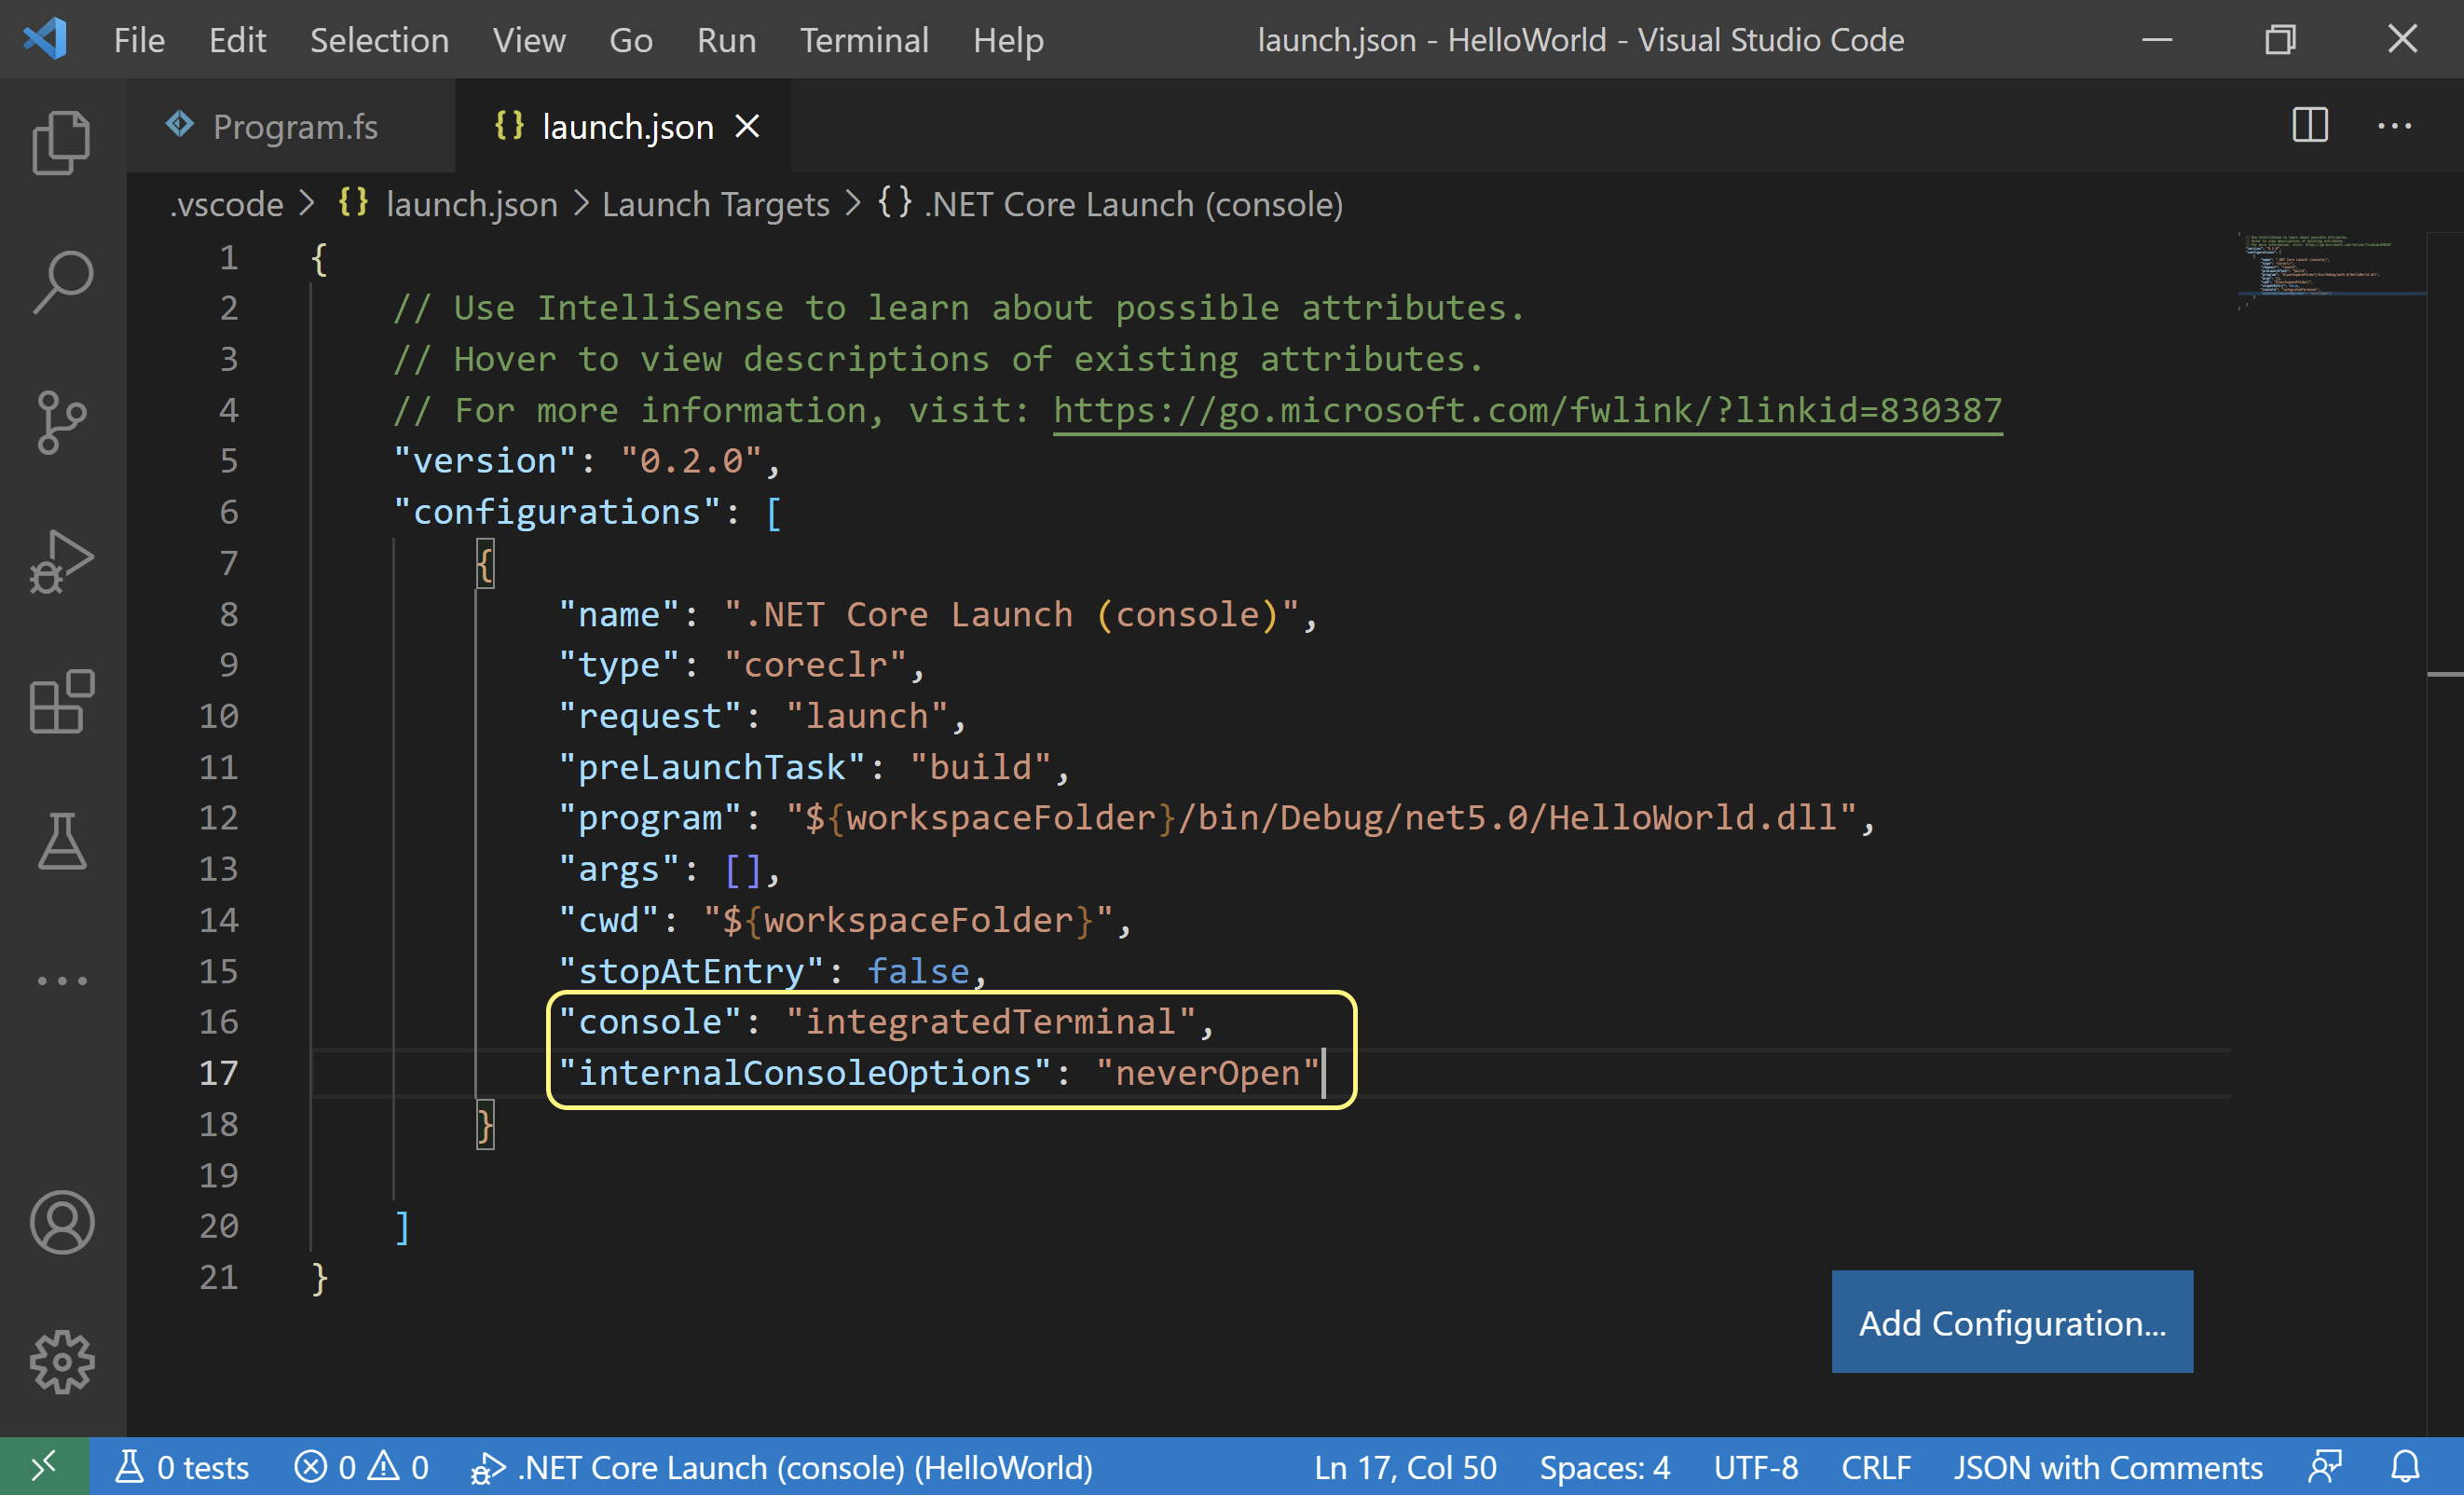 File Edit Selection View Go Run Terminal Help launch.json - HelloWorld - Visual Studio Code
Program.fs {} launch.json
.vscode > {} launch.json > Launch Targets > {} .NET Core Launch (console)
1 {
2 // Use IntelliSense to learn about possible attributes.
3 // Hover to view descriptions of existing attributes.
4 // For more information, visit: https://go.microsoft.com/fwlink/?linkid=830387
5 "version": "0.2.0",
6 "configurations": [
7 {
8 "name": ".NET Core Launch (console)",
9 "type": "coreclr",
10 "request": "launch",
11 "preLaunchTask": "build",
12 "program": "${workspaceFolder}/bin/Debug/net5.0/HelloWorld.dll",
13 "args": [],
14 "cwd": "${workspaceFolder}",
15 "stopAtEntry": false,
16 "console": "integratedTerminal",
17 "internalConsoleOptions": "neverOpen"
18 }
19
20 ]
21 }
Add Configuration...
0 tests 0 0 .NET Core Launch (console) (HelloWorld) Ln 17, Col 50 Spaces: 4 UTF-8 CRLF JSON with Comments